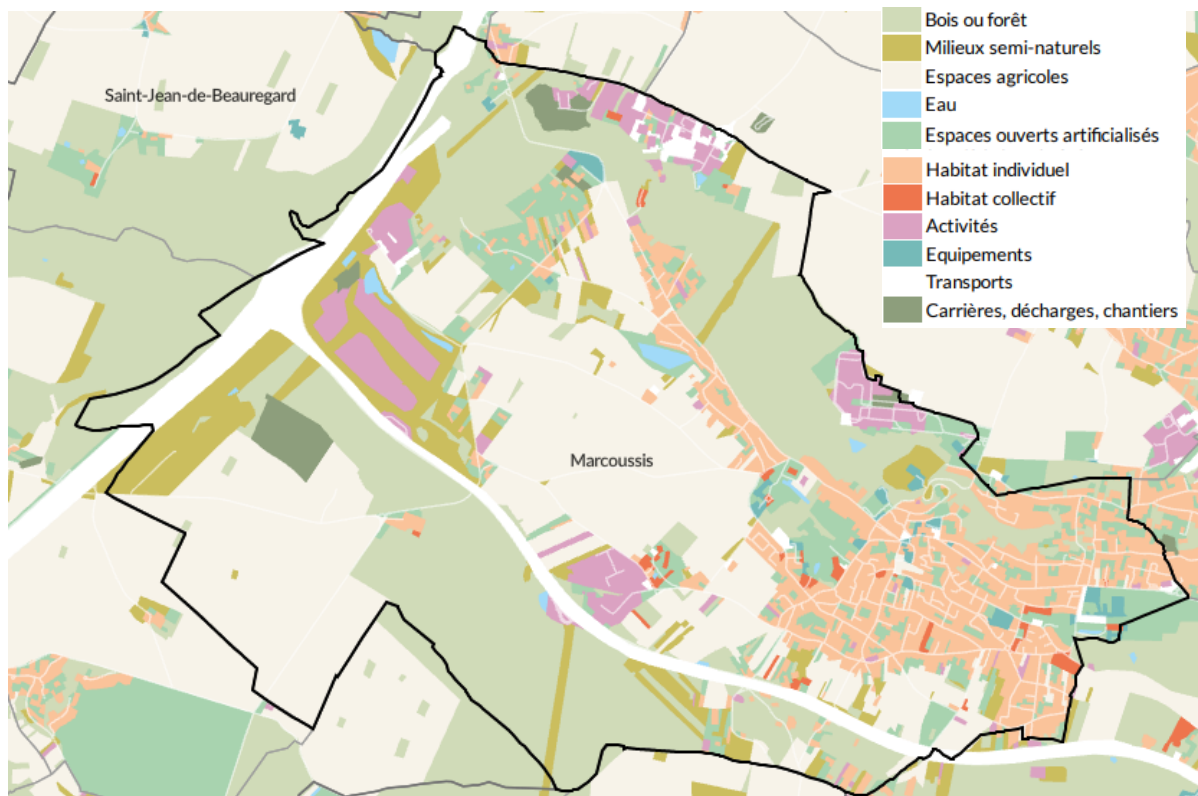 Bois ou forêt
Milieux semi-naturels
Espaces agricoles
Eau
Espaces ouverts artificialisés
Habitat individuel
Habitat collectif
Activités
Equipements
Transports
Carrières, décharges, chantiers
Saint-Jean-de-Beauregard
Marcoussis